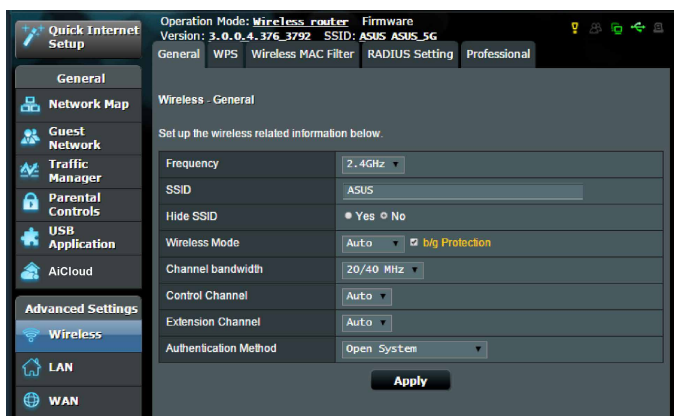 Quick Internet
Setup
Operation Mode: Wireless router Firmware
Version: 3.0.0.4.376_3792 SSID: ASUS ASUS_5G
General WPS Wireless MAC Filter RADIUS Setting Professional
General
Network Map
Guest
Network
Traffic
Manager
Parental
Controls
USB
Application
AiCloud
Advanced Settings
Wireless
LAN
WAN
Wireless - General
Set up the wireless related information below.
Frequency 2.4GHz
SSID ASUS
Hide SSID Yes No
Wireless Mode Auto b/g Protection
Channel bandwidth 20/40 MHz
Control Channel Auto
Extension Channel Auto
Authentication Method Open System
Apply